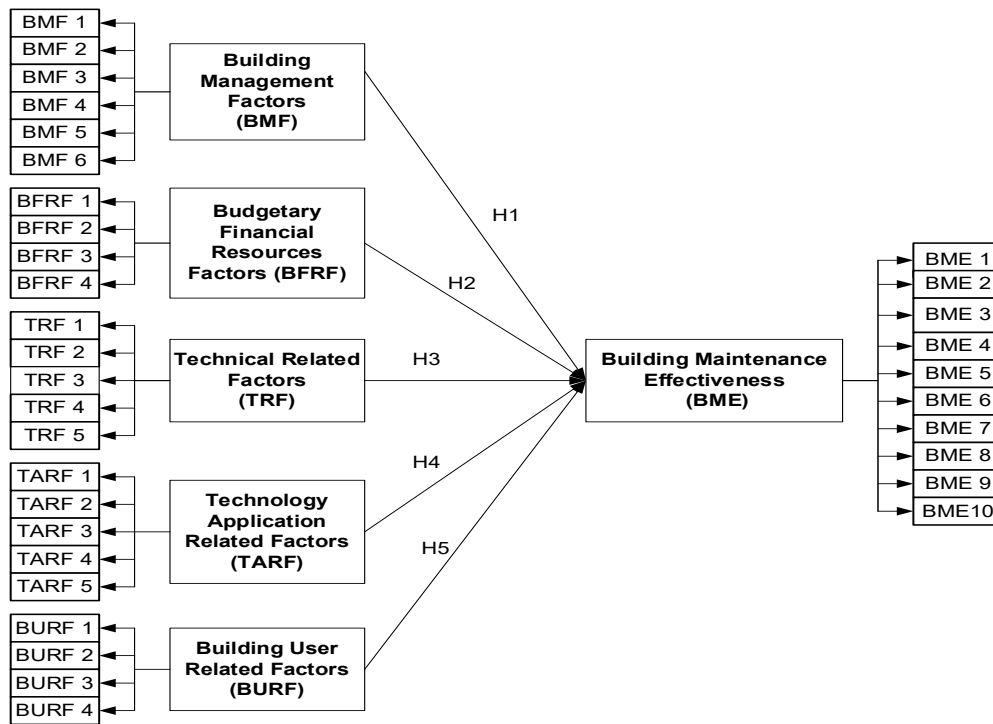 BMF 1
BMF 2
BMF 3
BMF 4
BMF 5
BMF 6
Building
Management
Factors
(BMF)
BFRF 1
BFRF 2
BFRF 3
BFRF 4
Budgetary
Financial
Resources
Factors (BFRF)
TRF 1
TRF 2
TRF 3
TRF 4
TRF 5
Technical Related
Factors
(TRF)
TARF 1
TARF 2
TARF 3
TARF 4
TARF 5
Technology
Application
Related Factors
(TARF)
BURF 1
BURF 2
BURF 3
BURF 4
Building User
Related Factors
(BURF)
H1
H2
H3
H4
H5
Building Maintenance
Effectiveness
(BME)
BME 1
BME 2
BME 3
BME 4
BME 5
BME 6
BME 7
BME 8
BME 9
BME10